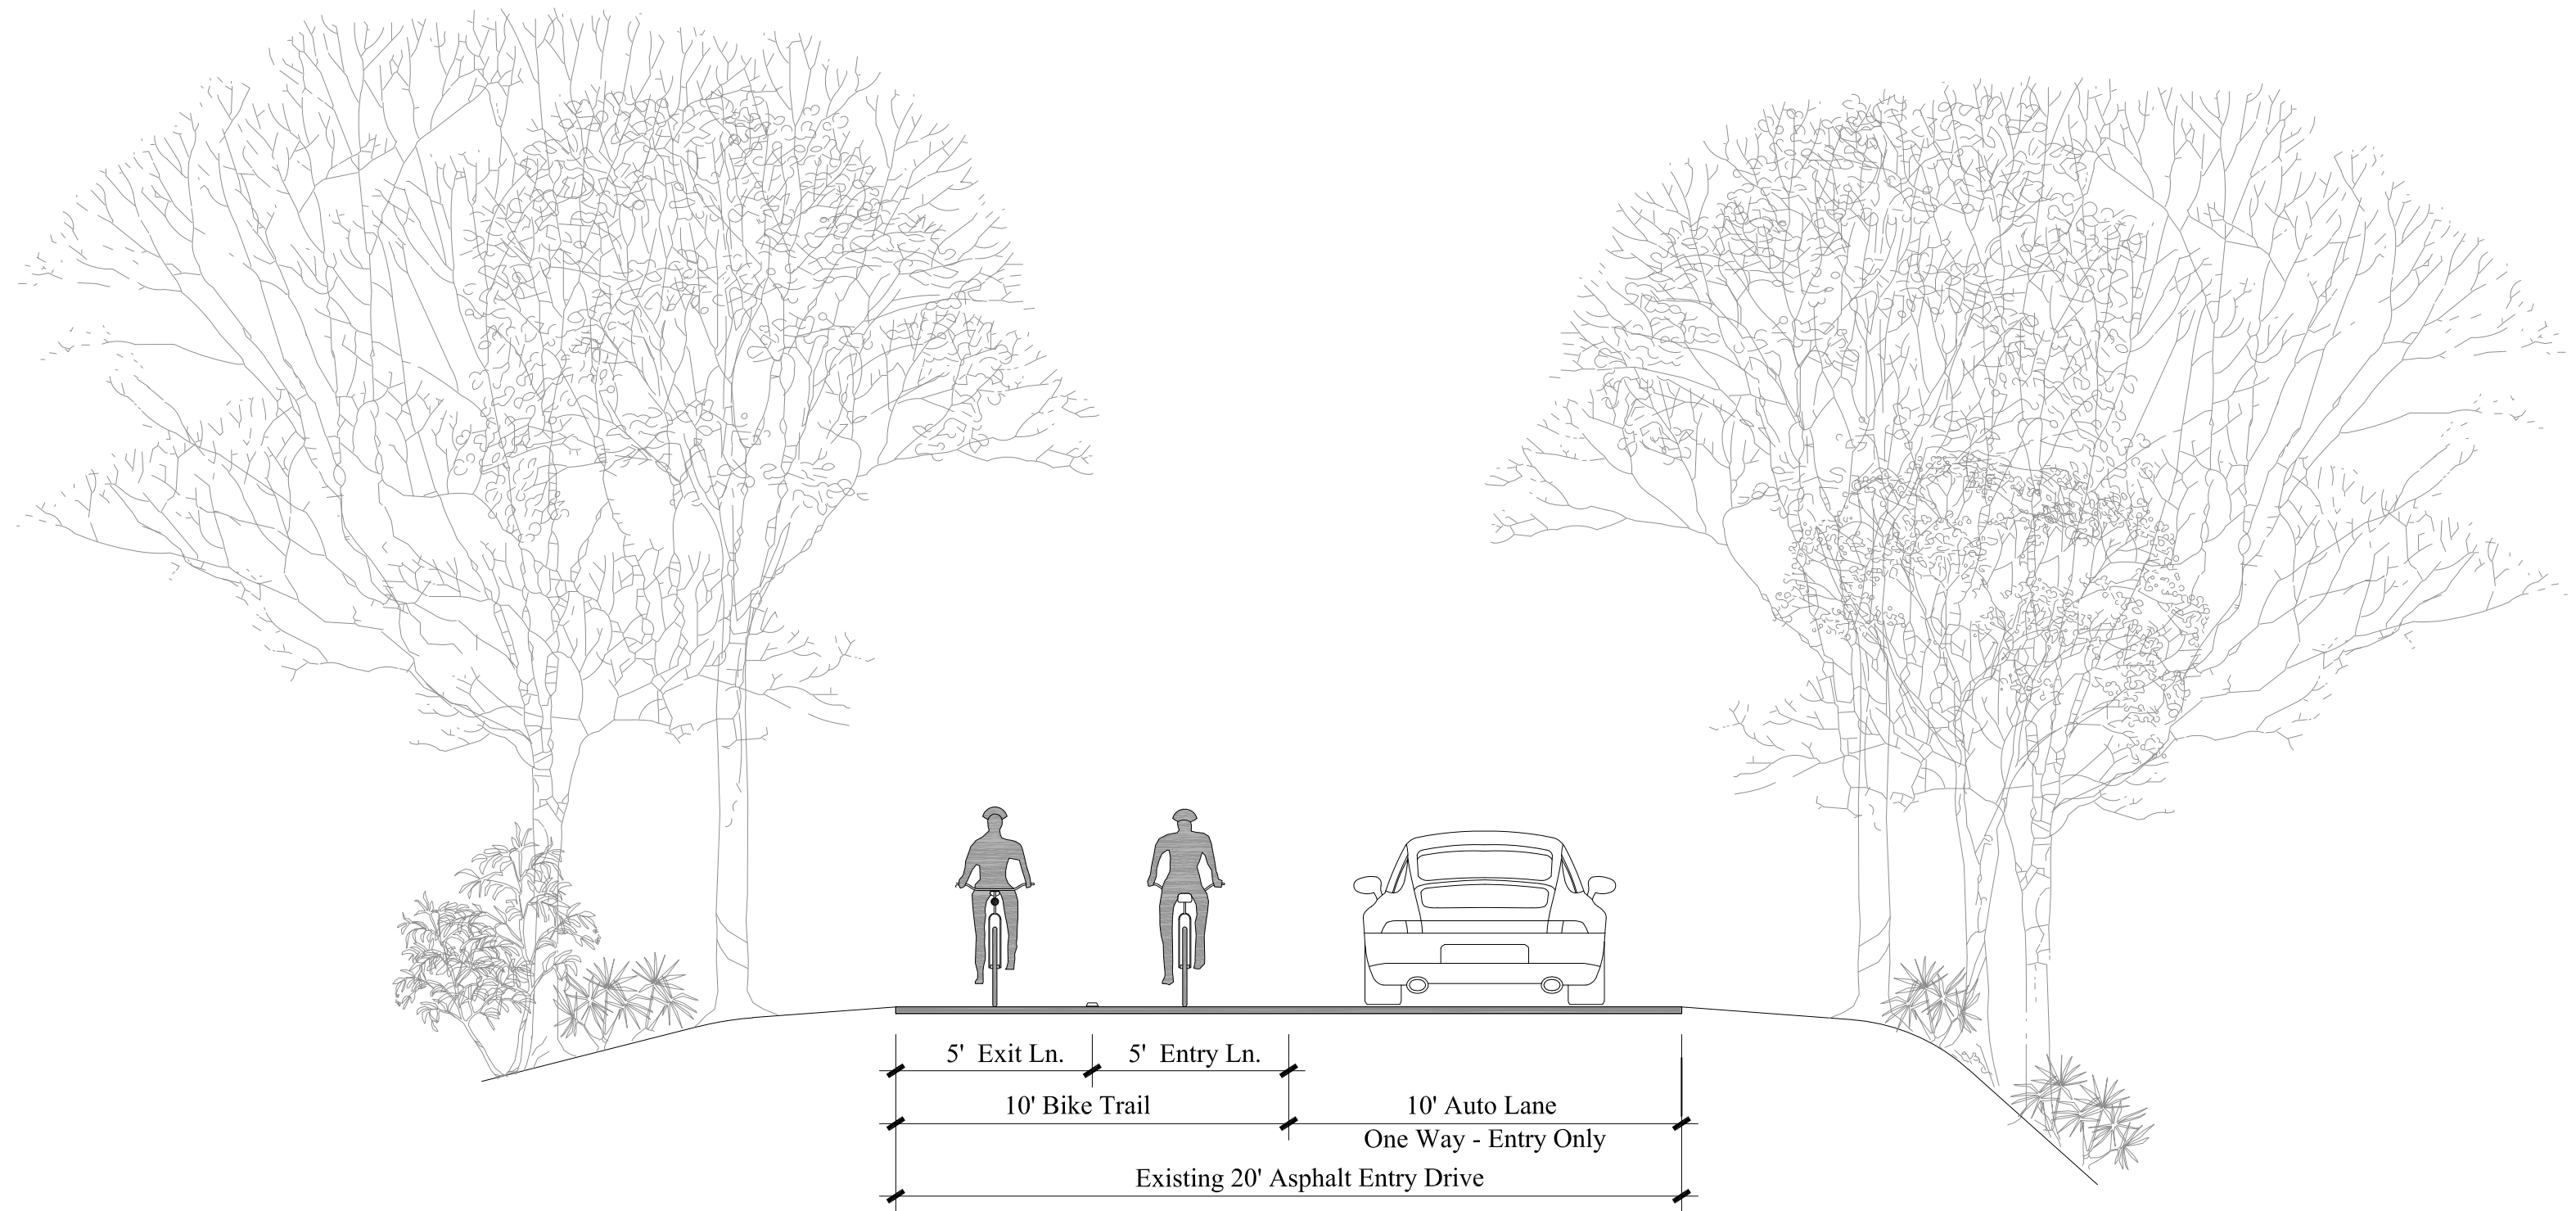 5' Exit Ln.
5' Entry Ln.
10' Bike Trail
10' Auto Lane
One Way - Entry Only
Existing 20' Asphalt Entry Drive